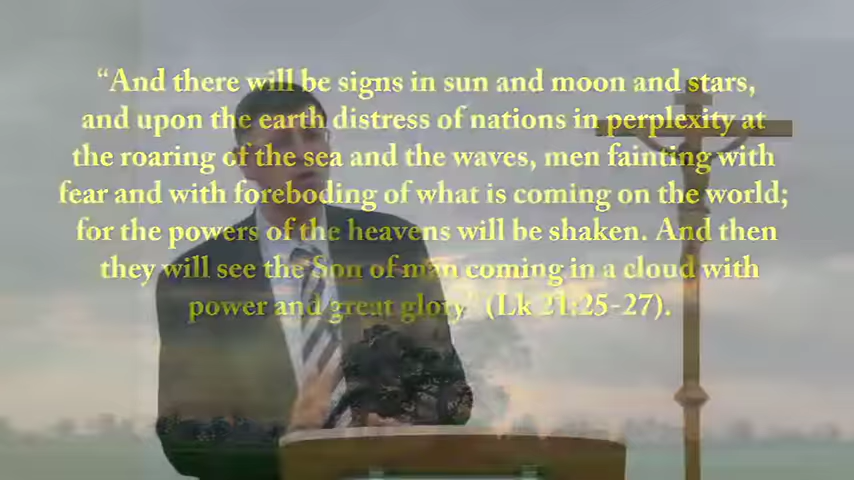 “And there will be signs in sun and moon and stars,
and upon the earth distress of nations in perplexity at
the roaring of the sea and the waves, men fainting with
fear and with foreboding of what is coming on the world;
for the powers of the heavens will be shaken. And then
they will see the Son of man coming in a cloud with
power and great glory” (Lk 21:25-27).